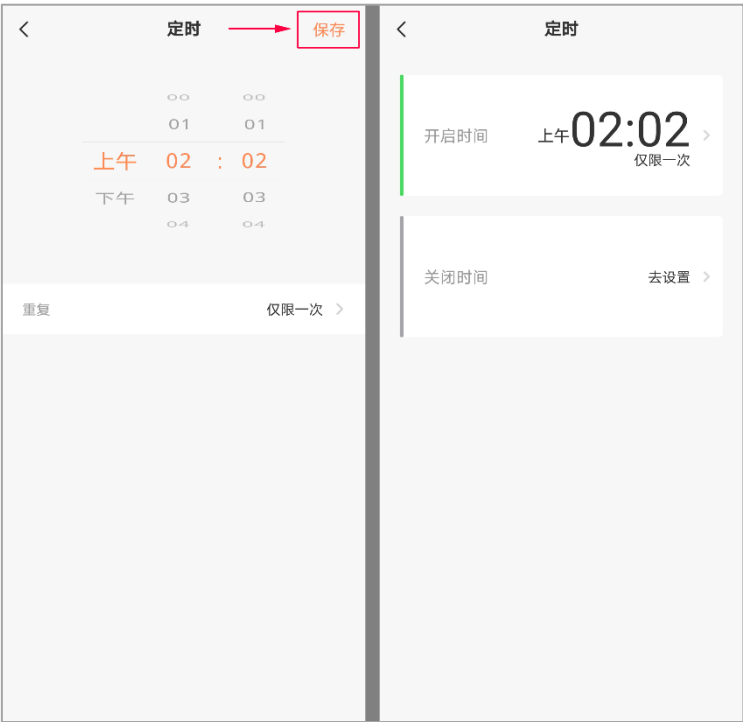 定时
保存
00 00
01 01
上午 02 : 02
下午 03 03
04 04
重复 仅限一次
定时
开启时间 上午02:02
仅限一次
关闭时间 去设置